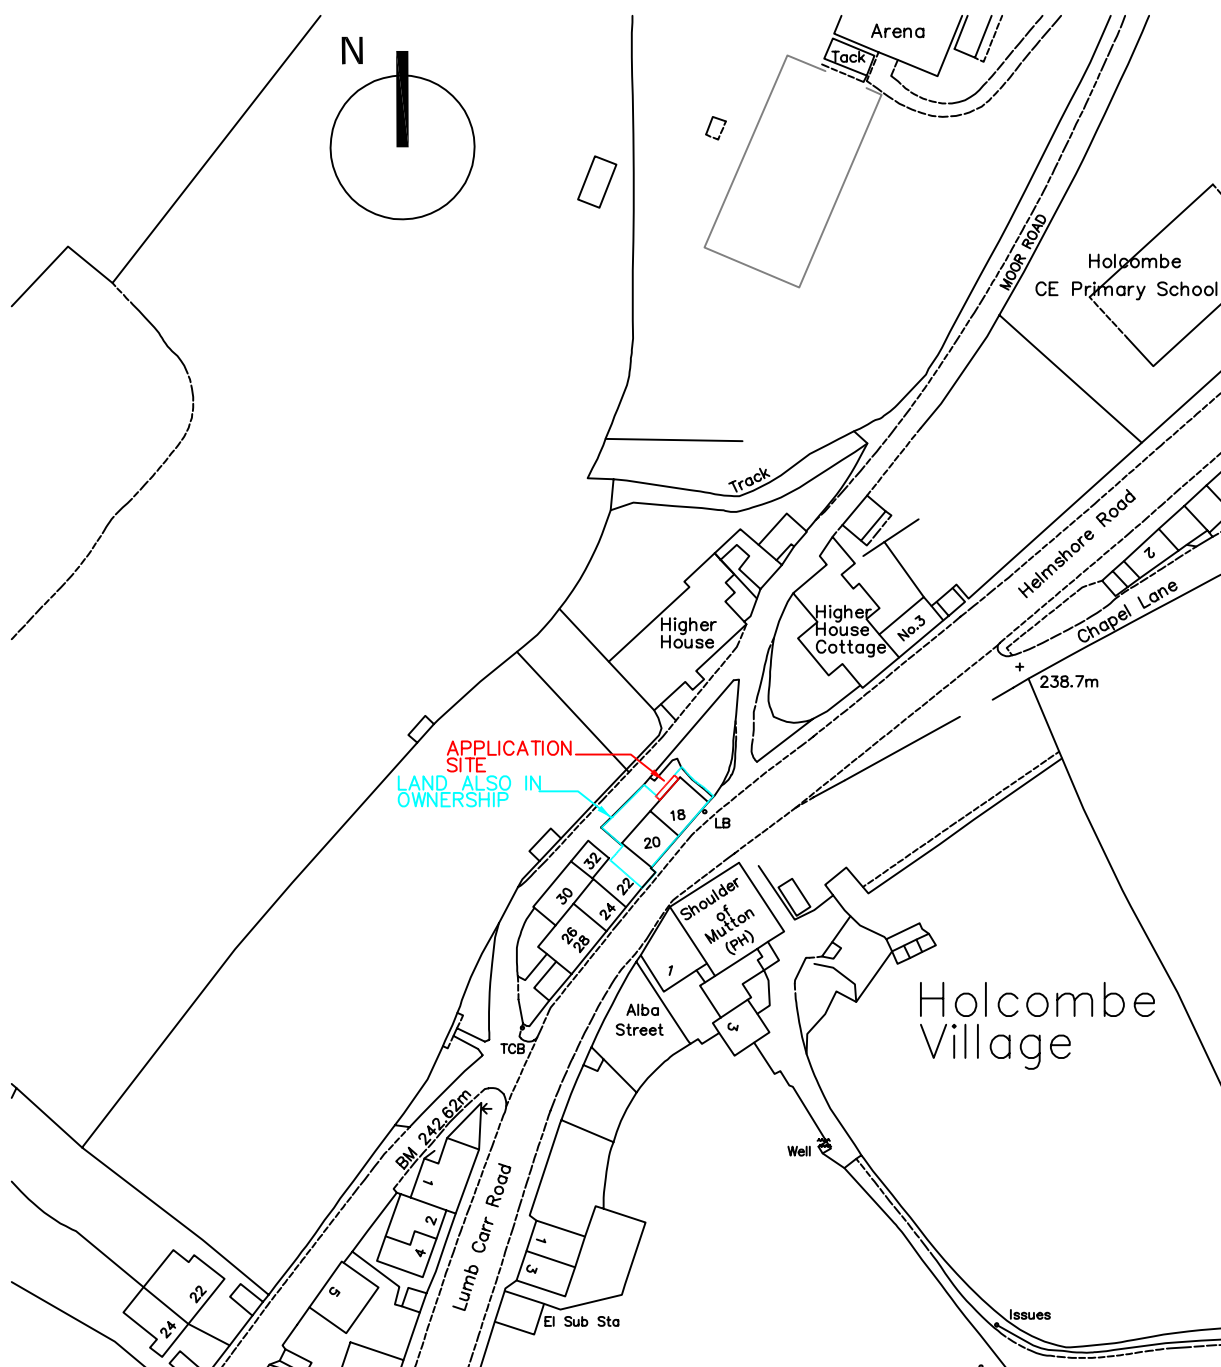 N
Arena
Tack
MOOR ROAD
Holcombe
CE Primary School
Track
Helmshore Road
2
Chapel Lane
Higher
House
Higher
House
Cottage
No.3
238.7m
APPLICATION
SITE
LAND ALSO IN
OWNERSHIP
18
LB
20
32
22
30
24
26
28
Shoulder
of
Mutton
(PH)
1
3
Alba
Street
Holcombe
Village
TCB
BM 242.62m
Well
1
2
4
Lumb Carr Road
1
3
5
22
24
El Sub Sta
Issues